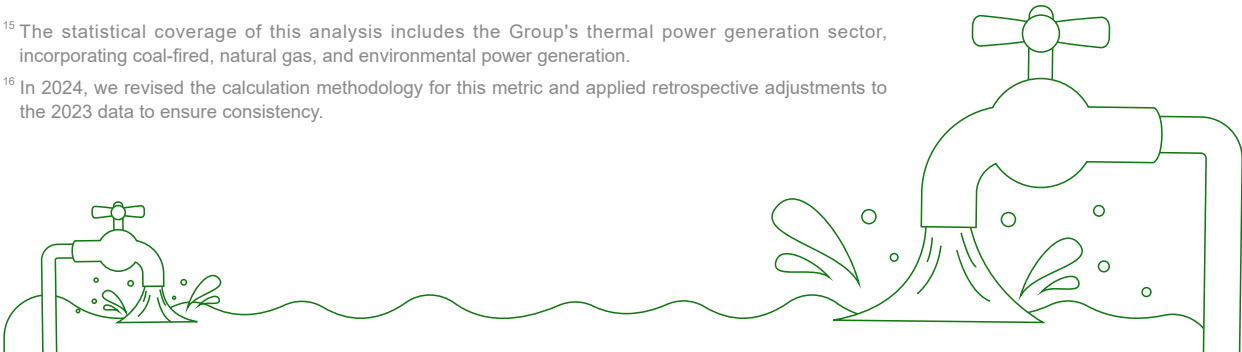 15 The statistical coverage of this analysis includes the Group's thermal power generation sector,
incorporating coal-fired, natural gas, and environmental power generation.
16 In 2024, we revised the calculation methodology for this metric and applied retrospective adjustments to
the 2023 data to ensure consistency.